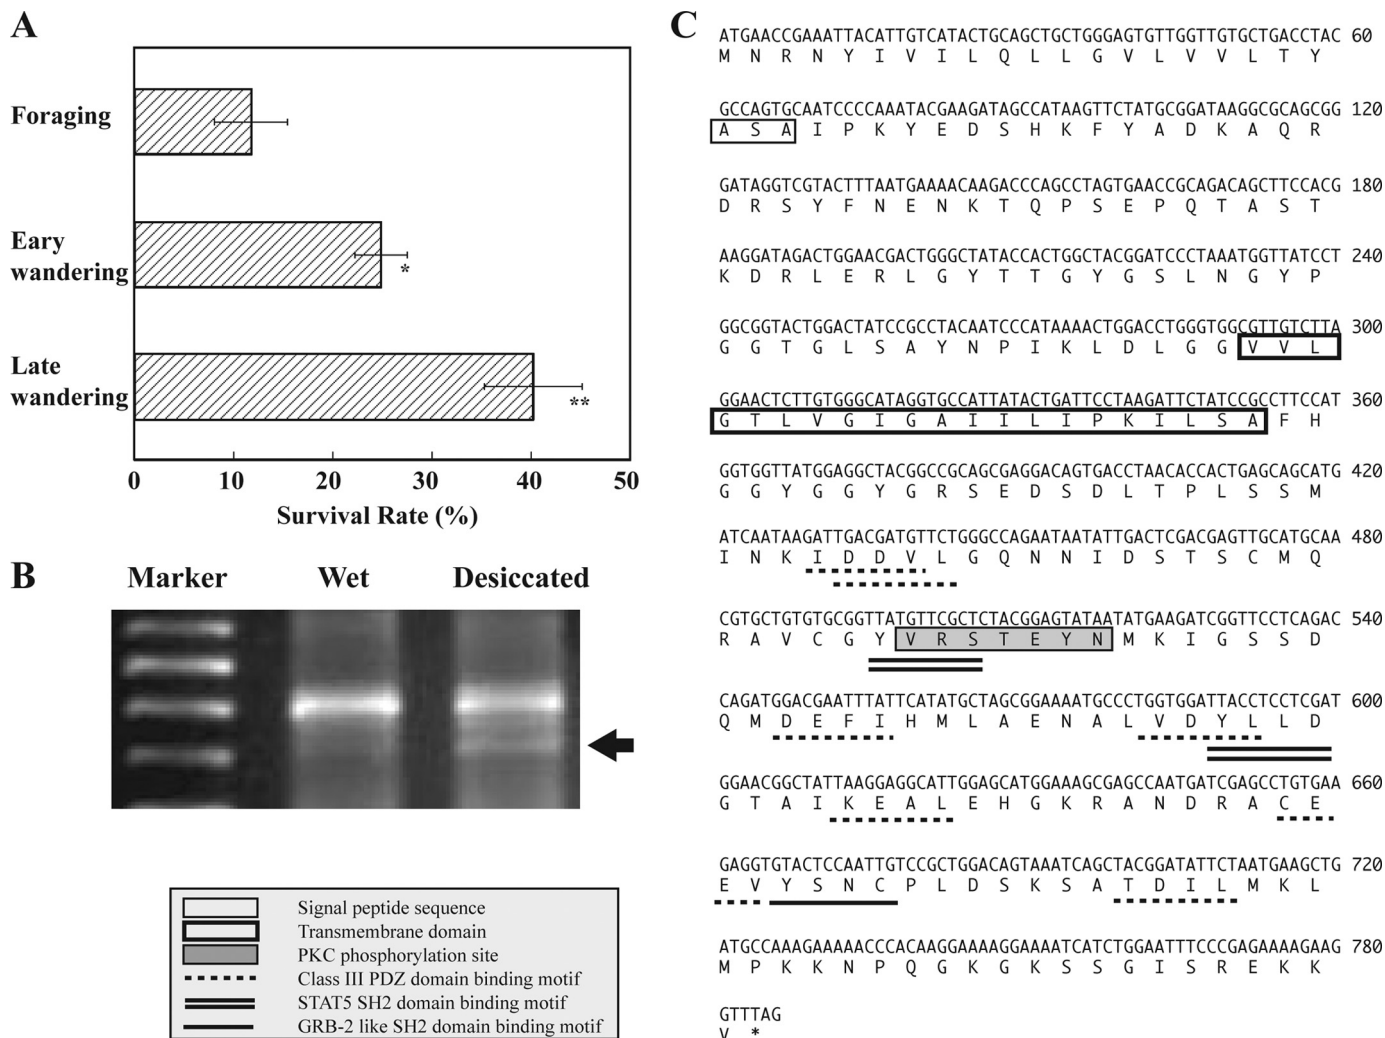 A
Foraging
Eary
wandering
*
Late
wandering
**
0 10 20 30 40 50
Survival Rate (%)
B
Marker Wet Desiccated
Signal peptide sequence
Transmembrane domain
PKC phosphorylation site
Class III PDZ domain binding motif
STAT5 SH2 domain binding motif
GRB-2 like SH2 domain binding motif
C
ATGAACCGAAATTACATTGTCATACTGCAGCTGCTGGGAGTGTTGGTTGTGCTGACCTAC 60
M N R N Y I V I L Q L L G V L V V L T Y
GCCAGTGCAATCCCCAAATACGAAGATAGCCATAAGTTCTATGCGGATAAGGCGCAGCGG 120
A S A I P K Y E D S H K F Y A D K A Q R
GATAGGTCGTACTTTAATGAAAACAAGACCCAGCCTAGTGAACCGCAGACAGCTTCCACG 180
D R S Y F N E N K T Q P S E P Q T A S T
AAGGATAGACTGGAACGACTGGGCTATACCACTGGCTACGGATCCCTAAATGGTTATCCT 240
K D R L E R L G Y T T G Y G S L N G Y P
GGCGGTACTGGACTATCCGCCTACAATCCCATAAAACTGGACCTGGGTGGCGTTGTCTTA 300
G G T G L S A Y N P I K L D L G G V V L
GGAACTCTTGTGGGCATAGGTGCCATTATACTGATTCCTAAGATTCTATCCGCCTTCCAT 360
G T L V G I G A I I L I P K I L S A F H
GGTGGTTATGGAGGCTACGGCCGCAGCGAGGACAGTGACCTAACACCACTGAGCAGCATG 420
G G Y G G Y G R S E D S D L T P L S S M
ATCAATAAGATTGACGATGTTCTGGGCCAGAATAATATTGACTCGACGAGTTGCATGCAA 480
I N K I D D V L G Q N N I D S T S C M Q
CGTGCTGTGTGCGGTTATGTTCGCTCTACGGAGTATAATATGAAGATCGGTTCCTCAGAC 540
R A V C G Y V R S T E Y N M K I G S S D
CAGATGGACGAATTTATTCATATGCTAGCGGAAAATGCCCTGGTGGATTACCTCCTCGAT 600
Q M D E F I H M L A E N A L V D Y L L D
GGAACGGCTATTAAGGAGGCATTGGAGCATGGAAAGCGAGCCAATGATCGAGCCTGTGAA 660
G T A I K E A L E H G K R A N D R A C E
GAGGTGTACTCCAATTGTCCGCTGGACAGTAAATCAGCTACGGATATTCTAATGAAGCTG 720
E V Y S N C P L D S K S A T D I L M K L
ATGCCAAAGAAAAACCCACAAGGAAAAGGAAAATCATCTGGAATTTCCCGAGAAAAGAAG 780
M P K K N P Q G K G K S S G I S R E K K
GTTTAG
V *